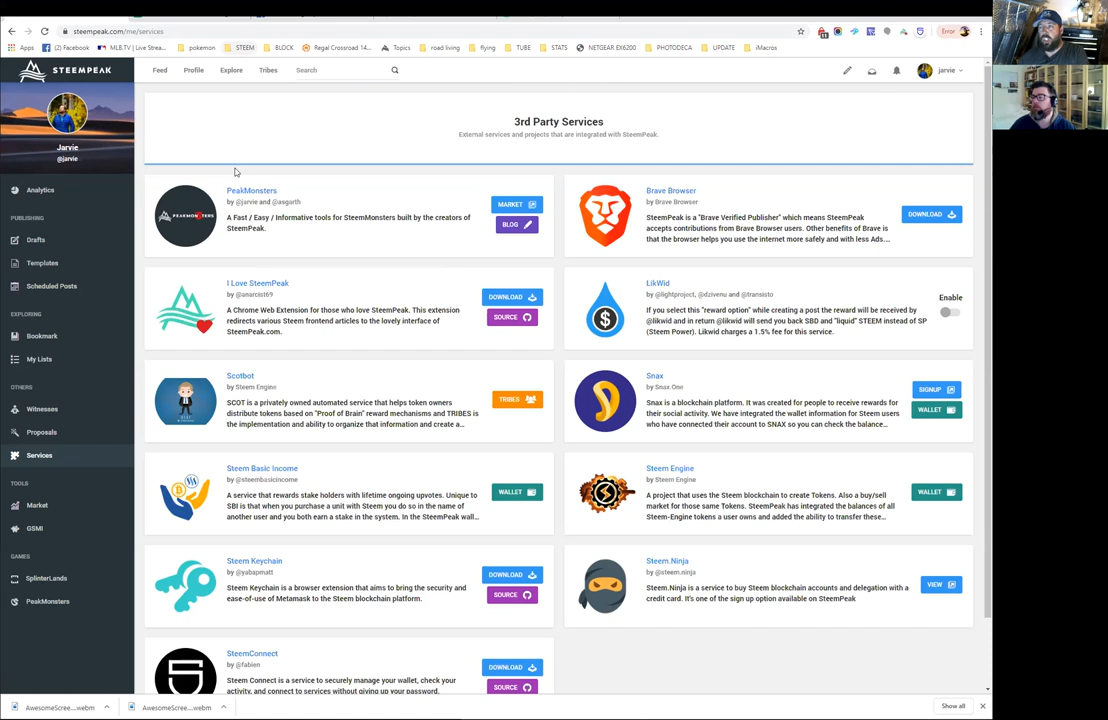 steempeak.com/me/services
Error
Apps
(2) Facebook
MLB.TV | Live Stream...
pokemon
STEEM
BLOCK
Regal Crossroad 14...
Topics
road living
flying
TUBE
STATS
NETGEAR EX6200
PHOTODECA
UPDATE
iMacros
STEEMPEAK
Feed
Profile
Explore
Tribes
Search
jarvie
Jarvie
@jarvie
Analytics
PUBLISHING
Drafts
Templates
Scheduled Posts
EXPLORING
Bookmark
My Lists
OTHERS
Witnesses
Proposals
Services
TOOLS
Market
GSMI
GAMES
SplinterLands
PeakMonsters
3rd Party Services
External services and projects that are integrated with SteemPeak.
PEAKMONSTERS
PeakMonsters
by @jarvie and @asgarth
A Fast / Easy / Informative tools for SteemMonsters built by the creators of
SteemPeak.
MARKET
BLOG
Brave Browser
by Brave Browser
SteemPeak is a "Brave Verified Publisher" which means SteemPeak
accepts contributions from Brave Browser users. Other benefits of Brave is
that the browser helps you use the internet more safely and with less Ads....
DOWNLOAD
I Love SteemPeak
by @anarcist69
A Chrome Web Extension for those who love SteemPeak. This extension
redirects various Steem frontend articles to the lovely interface of
SteemPeak.com.
DOWNLOAD
SOURCE
LikWid
by @lightproject, @dzivenu and @transisto
If you select this "reward option" while creating a post the reward will be received by
@likwid and in return @likwid will send you back SBD and "liquid" STEEM instead of SP
(Steem Power). Likwid charges a 1.5% fee for this service.
Enable
Scotbot
by Steem Engine
SCOT is a privately owned automated service that helps token owners
distribute tokens based on "Proof of Brain" reward mechanisms and TRIBES is
the implementation and ability to organize that information and create a...
TRIBES
Snax
by Snax.One
Snax is a blockchain platform. It was created for people to receive rewards for
their social activity. We have integrated the wallet information for Steem users
who have connected their account to SNAX so you can check the balance...
SIGNUP
WALLET
Steem Basic Income
by @steembasicincome
A service that rewards stake holders with lifetime ongoing upvotes. Unique to
SBI is that when you purchase a unit with Steem you do so in the name of
another user and you both earn a stake in the system. In the SteemPeak wall...
WALLET
Steem Engine
by Steem Engine
A project that uses the Steem blockchain to create Tokens. Also a buy/sell
market for those same Tokens. SteemPeak has integrated the balances of all
Steem-Engine tokens a user owns and added the ability to transfer these...
WALLET
Steem Keychain
by @yabapmatt
Steem Keychain is a browser extension that aims to bring the security and
ease-of-use of Metamask to the Steem blockchain platform.
DOWNLOAD
SOURCE
Steem.Ninja
by @steem.ninja
Steem.Ninja is a service to buy Steem blockchain accounts and delegation with a
credit card. It's one of the sign up option available on SteemPeak
VIEW
SteemConnect
by @fabien
Steem Connect is a service to securely manage your wallet, check your
activity, and connect to services without giving up your password.
DOWNLOAD
SOURCE
AwesomeScree....webm
AwesomeScree....webm
Show all